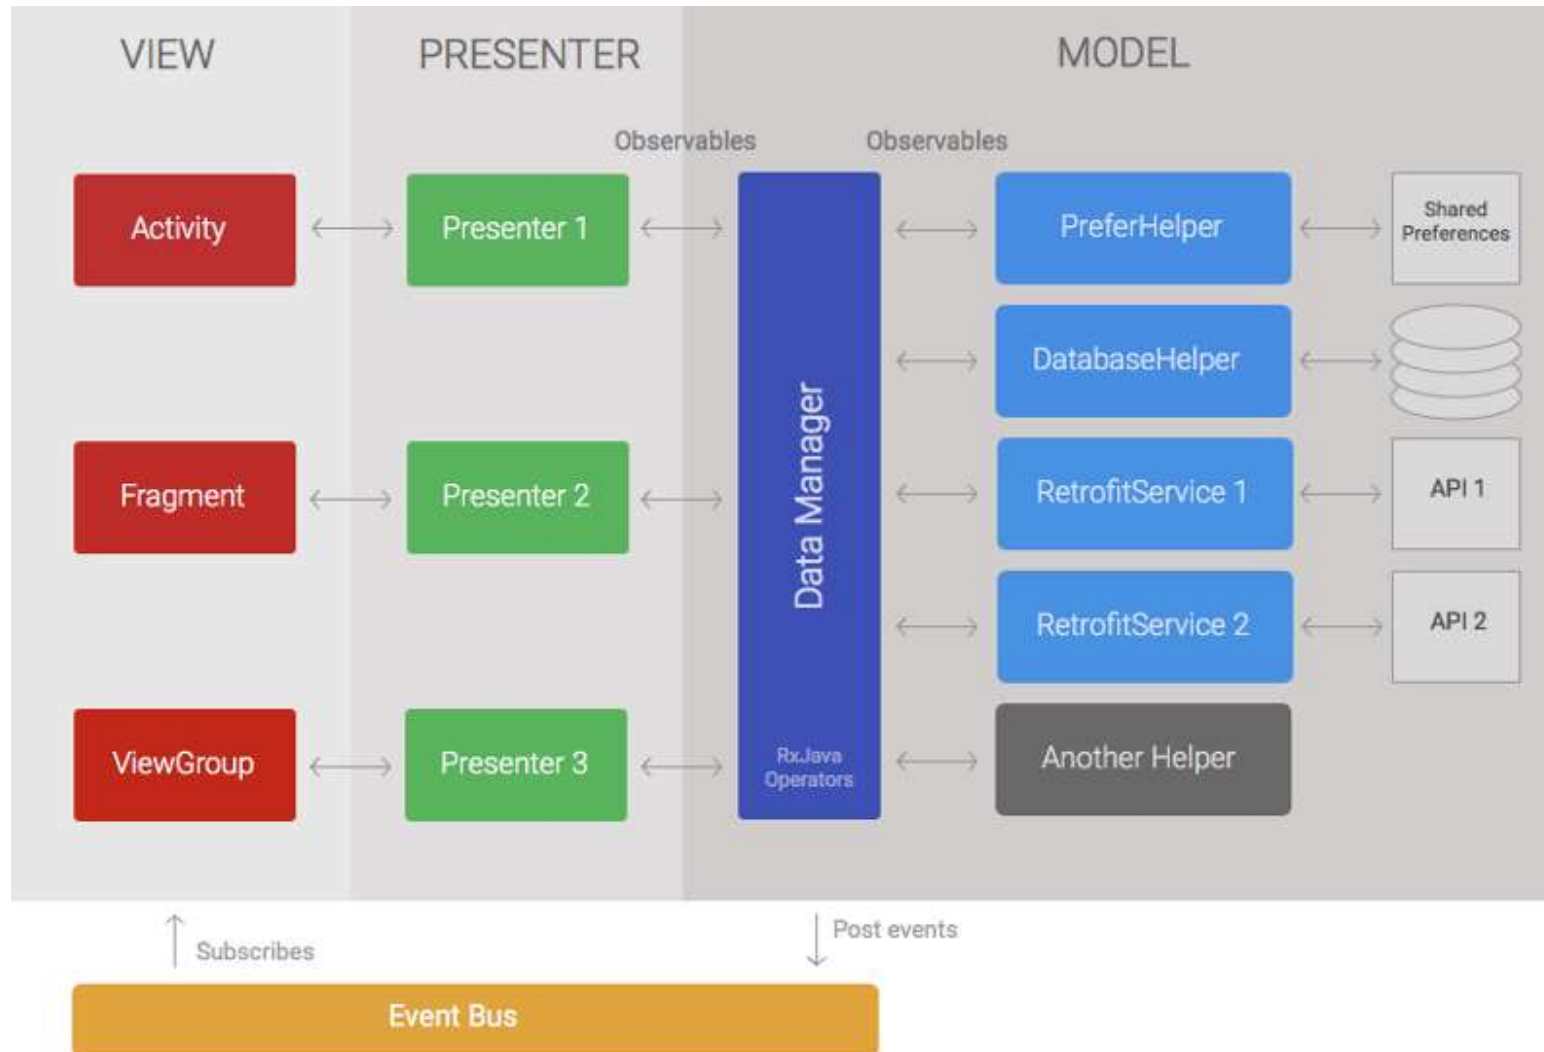 VIEW
PRESENTER
MODEL
Observables
Observables
Activity
Presenter 1
PreferHelper
Shared
Preferences
DatabaseHelper
Data Manager
Fragment
Presenter 2
RetrofitService 1
API 1
RetrofitService 2
API 2
ViewGroup
Presenter 3
RxJava
Operators
Another Helper
Subscribes
Post events
Event Bus